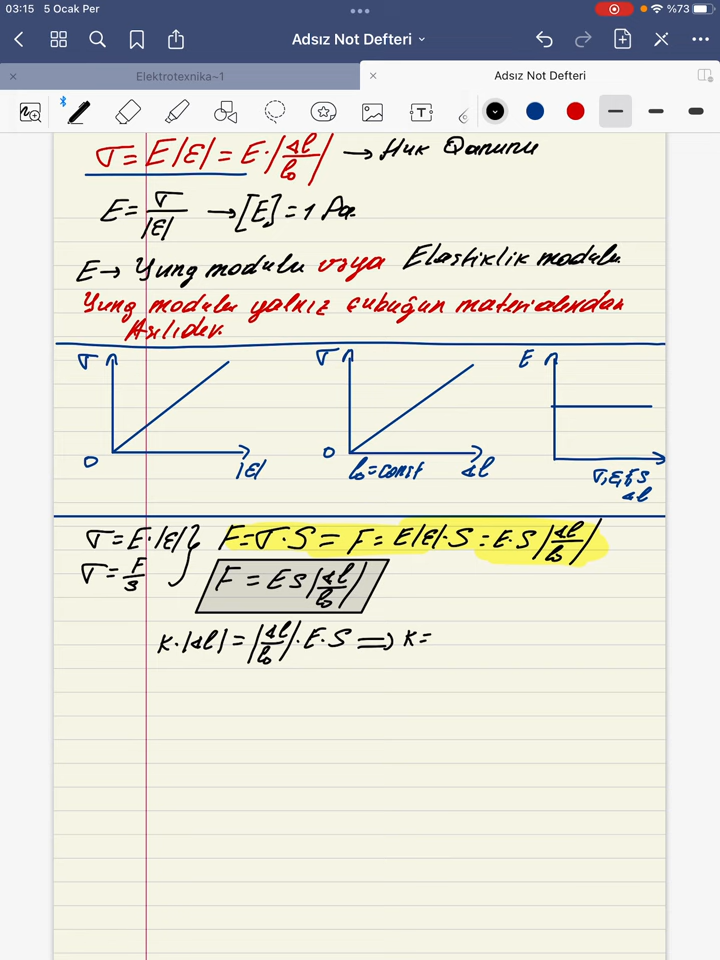 03:15 5 Ocak Per
%73
Adsız Not Defteri
Elektrotexnika~1
Adsız Not Defteri
σ = E|ε| = E·|Δl/l₀| → Huk Qanunu
E = σ/|ε| → [E] = 1 Pa
E → Yung modulu vəya Elastiklik modulu
Yung modulu yalnız çubuğun materialından
Asılıdır
σ
0
|ε|
σ
0
l₀ = const
Δl
E
σ, ε, F, S
Δl
σ = E·|ε|
σ = F/S
F = σ·S = F = E|ε|·S = E·S|Δl/l₀|
F = ES|Δl/l₀|
K·|Δl| = |Δl/l₀|·E·S ⇒ K =